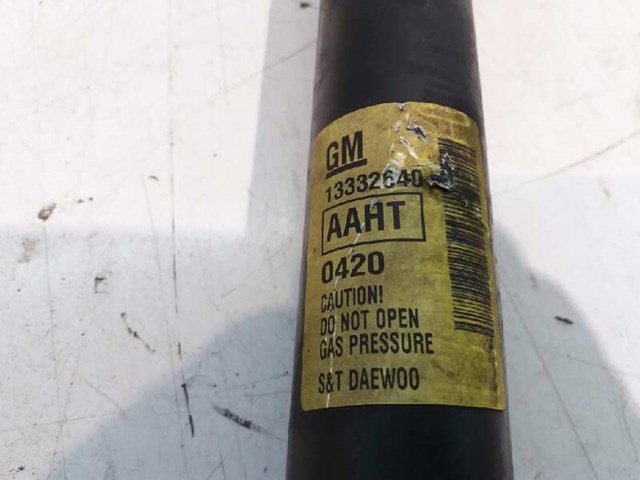 GM
13332640
AAHT
0420
CAUTION!
DO NOT OPEN
GAS PRESSURE
S&T DAEWOO